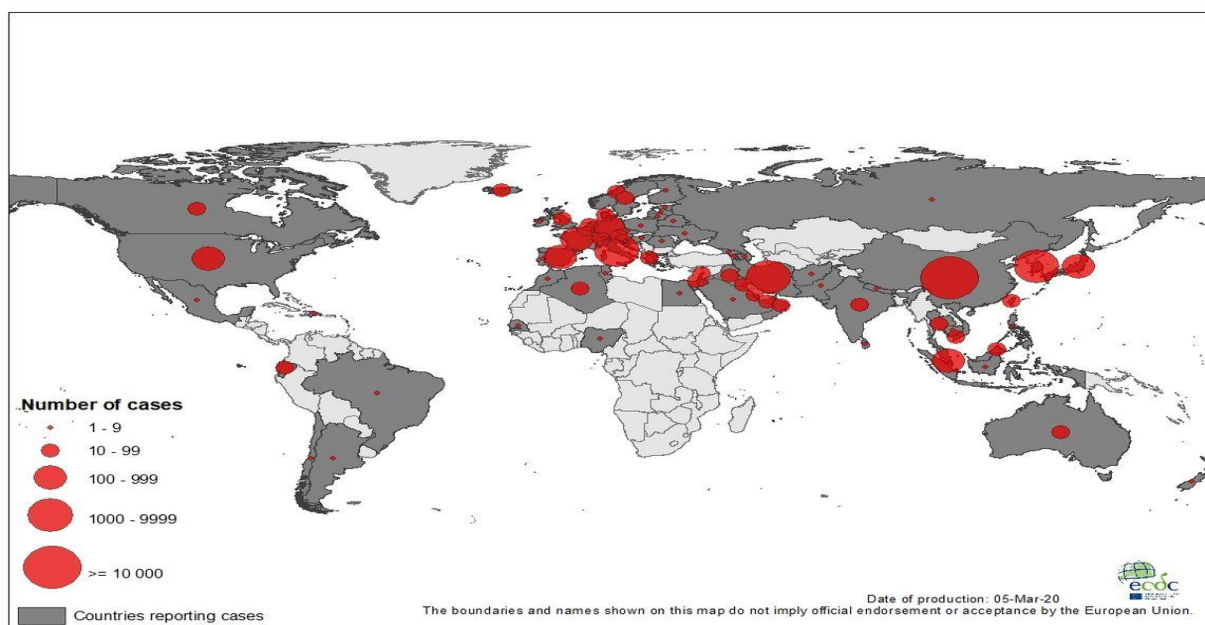 Number of cases
1 - 9
10 - 99
100 - 999
1000 - 9999
>= 10 000
Countries reporting cases
ecdc
Date of production: 05-Mar-20
The boundaries and names shown on this map do not imply official endorsement or acceptance by the European Union.